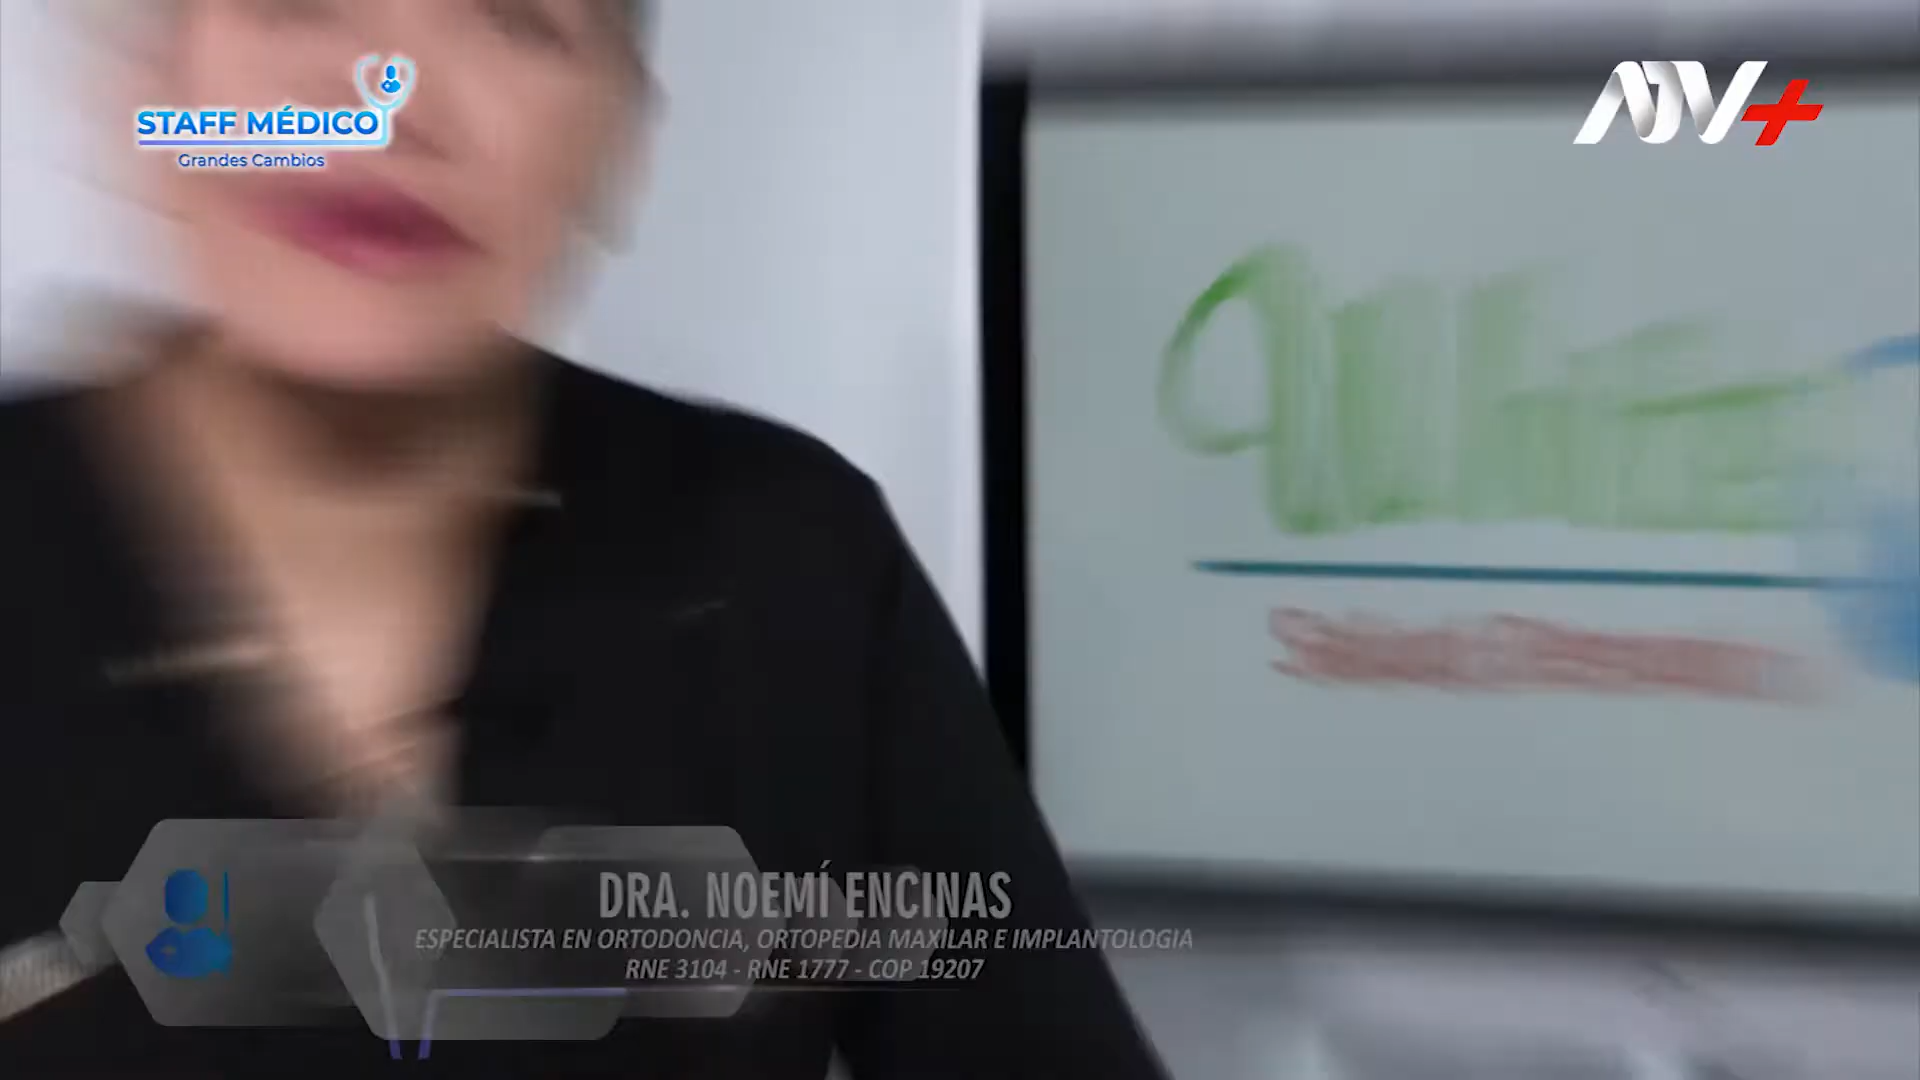 STAFF MÉDICO
Grandes Cambios
ATV+
DRA. NOEMÍ ENCINAS
ESPECIALISTA EN ORTODONCIA, ORTOPEDIA MAXILAR E IMPLANTOLOGIA
RNE 3104 - RNE 1777 - COP 19207